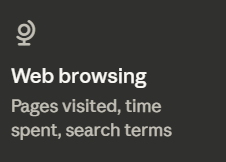 Web browsing
Pages visited, time
spent, search terms